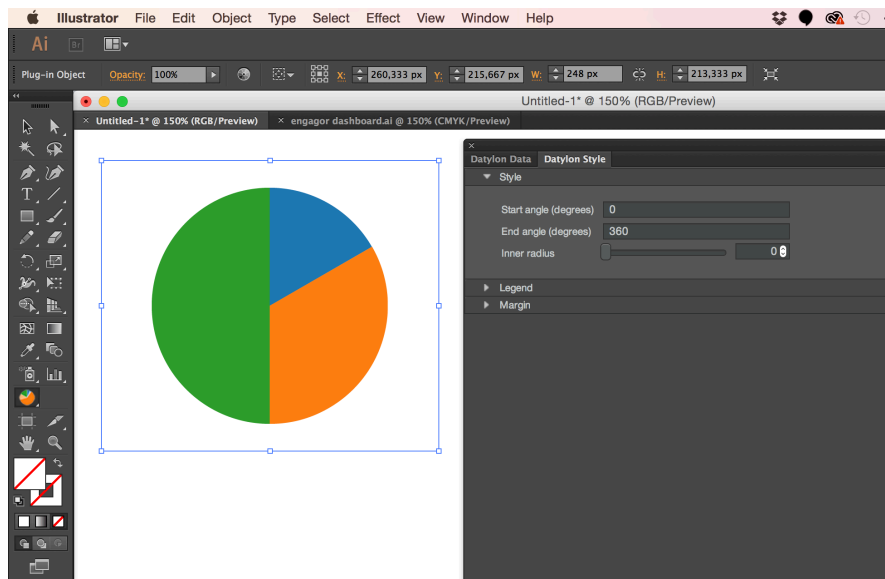 Illustrator File Edit Object Type Select Effect View Window Help
Ai Br
Plug-in Object Opacity: 100% X: 260,333 px Y: 215,667 px W: 248 px H: 213,333 px
Untitled-1* @ 150% (RGB/Preview)
× Untitled-1* @ 150% (RGB/Preview) × engagor dashboard.ai @ 150% (CMYK/Preview)
Datylon Data Datylon Style
Style
Start angle (degrees) 0
End angle (degrees) 360
Inner radius 0
Legend
Margin
T